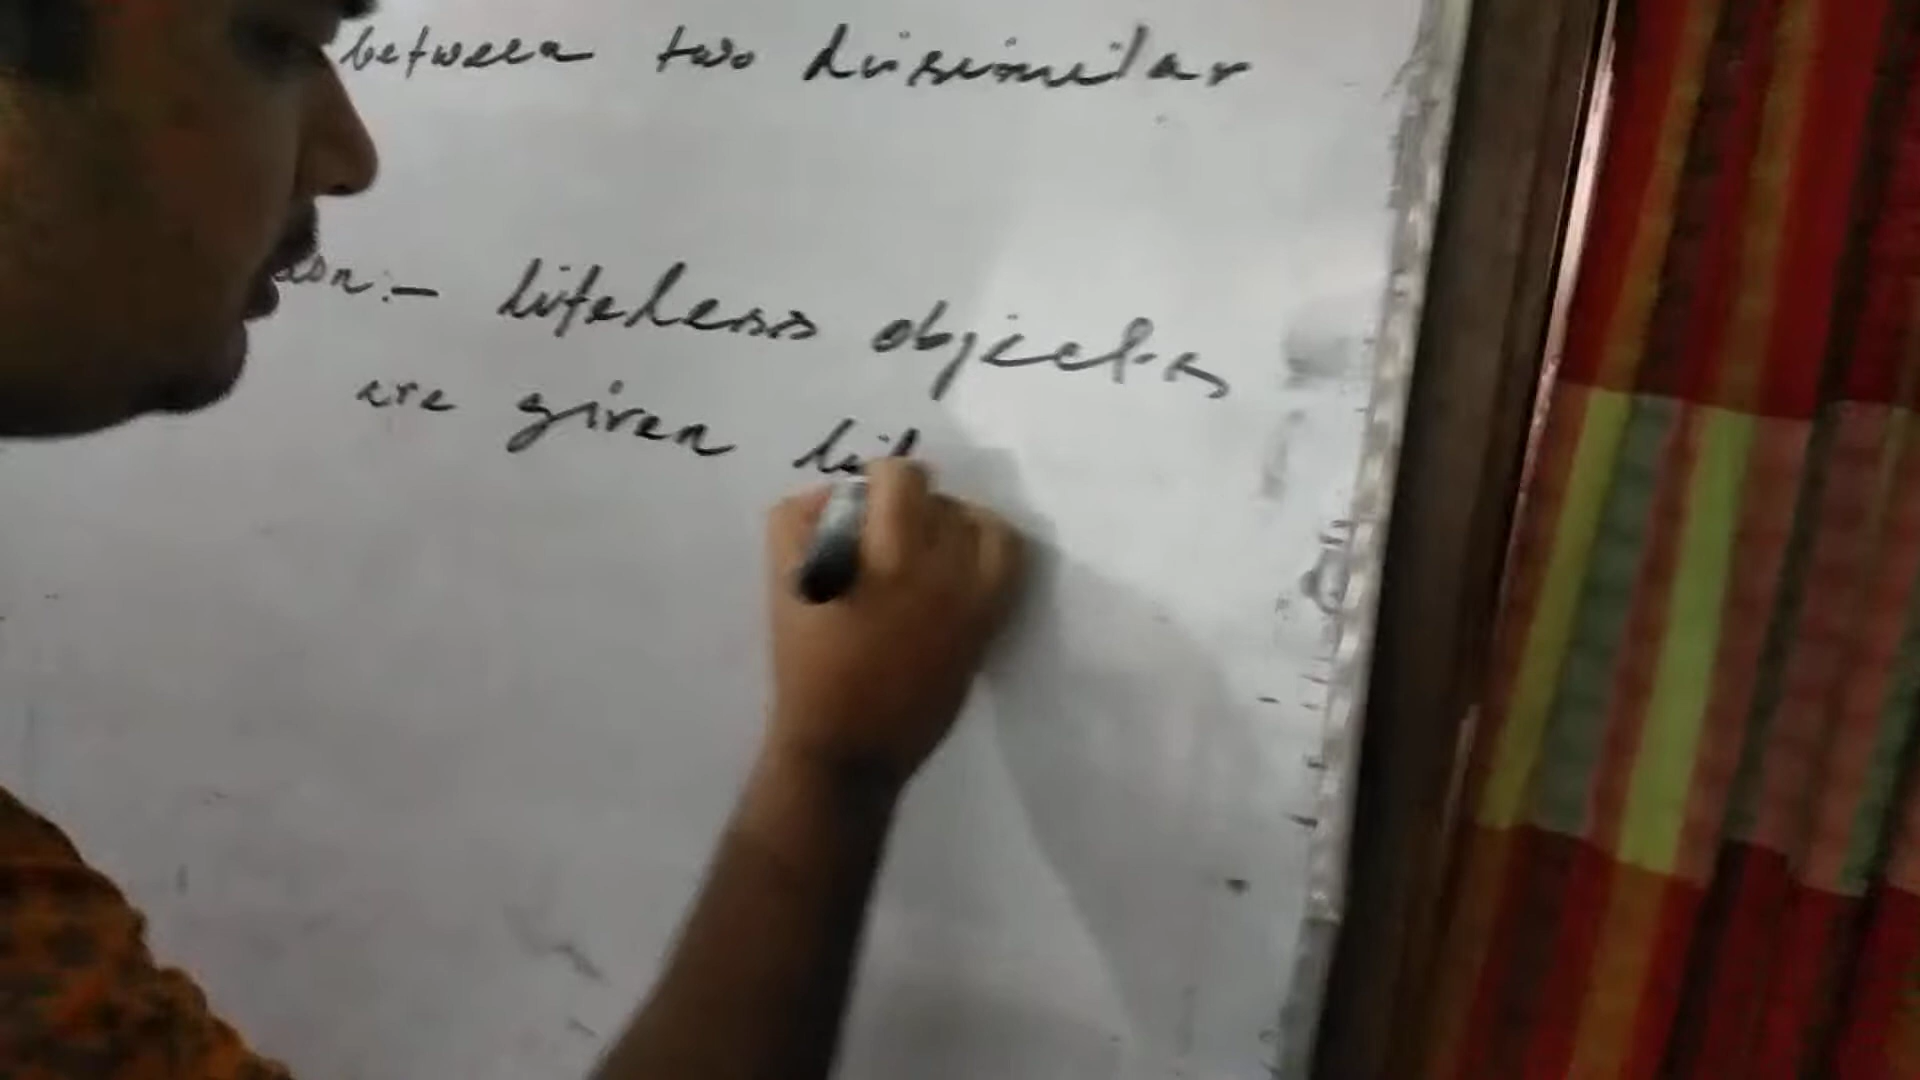 between two dissimilar
:- lifeless objects
are given